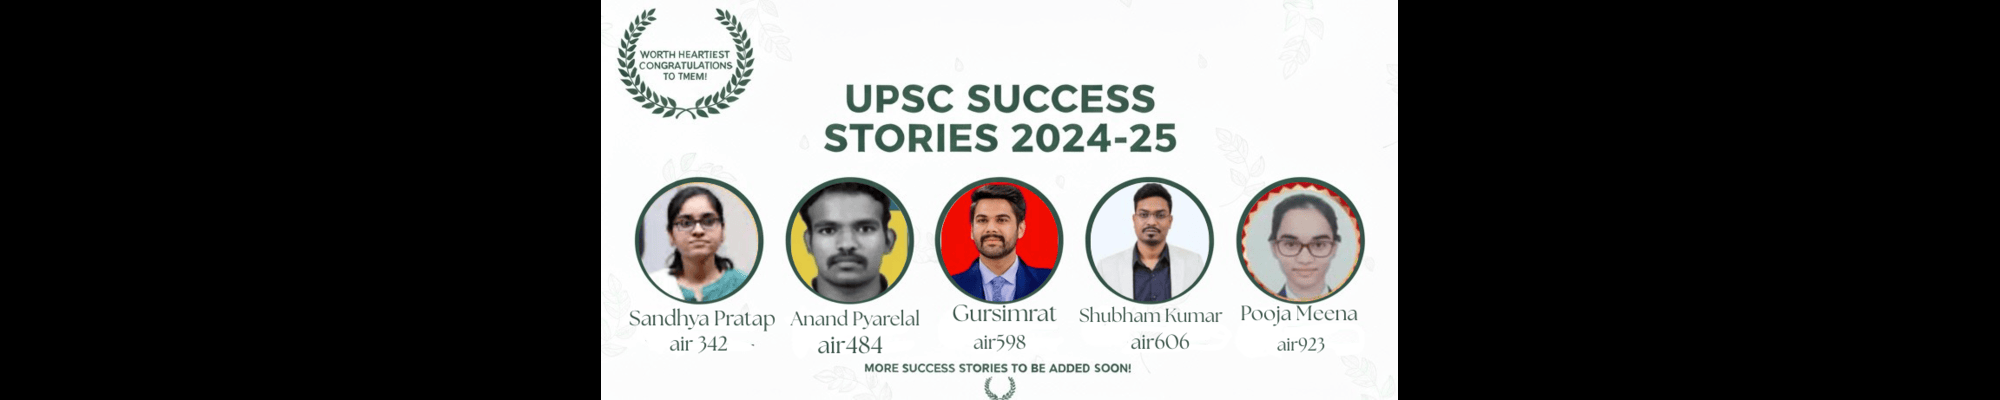 WORTH HEARTIEST
CONGRATULATIONS
TO TMEM!
UPSC SUCCESS
STORIES 2024-25
Sandhya Pratap
air 342
Anand Pyarelal
air484
Gursimrat
air598
Shubham Kumar
air606
Pooja Meena
air923
MORE SUCCESS STORIES TO BE ADDED SOON!